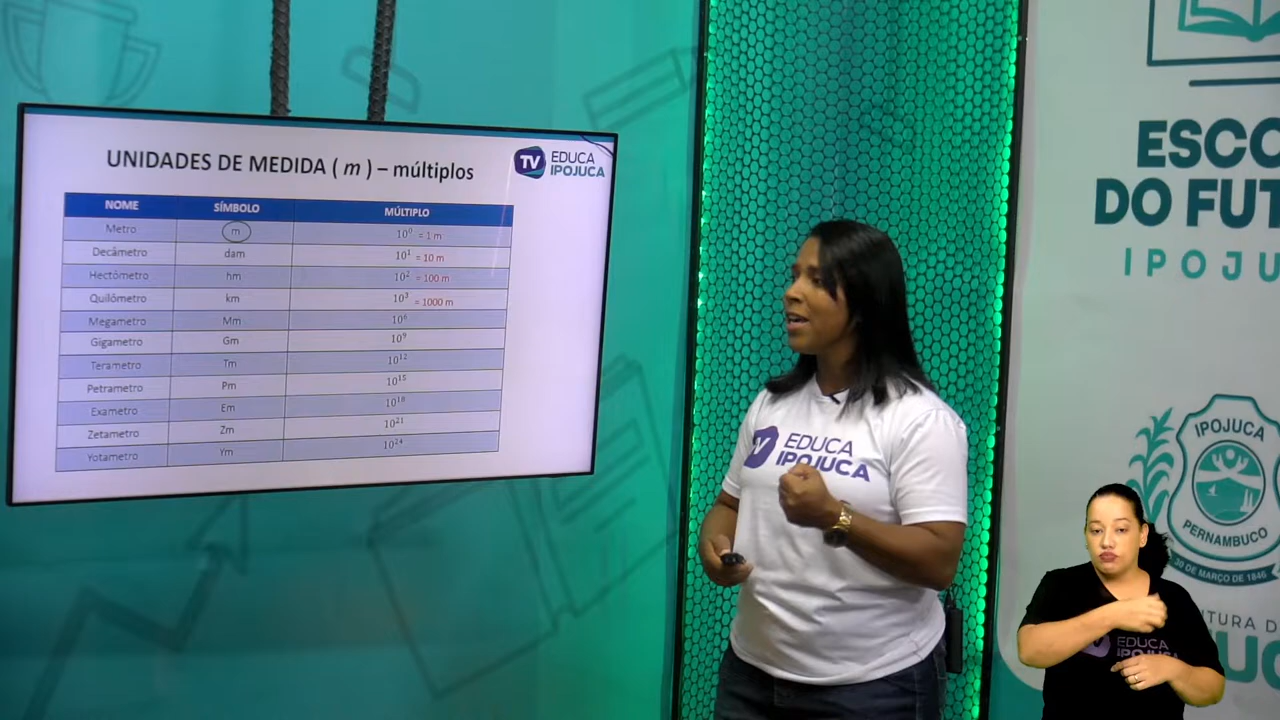 UNIDADES DE MEDIDA ( m ) – múltiplos
TV EDUCA
IPOJUCA
NOME SÍMBOLO MÚLTIPLO
Metro m 10⁰ = 1 m
Decâmetro dam 10¹ = 10 m
Hectômetro hm 10² = 100 m
Quilômetro km 10³ = 1000 m
Megametro Mm 10⁶
Gigametro Gm 10⁹
Terametro Tm 10¹²
Petrametro Pm 10¹⁵
Exametro Em 10¹⁸
Zetametro Zm 10²¹
Yotametro Ym 10²⁴
TV EDUCA
IPOJUCA
ESCO
DO FUT
IPOJU
IPOJUCA
PERNAMBUCO
30 DE MARÇO DE 1846
TURA D
UC
EDUCA
IPOJUCA